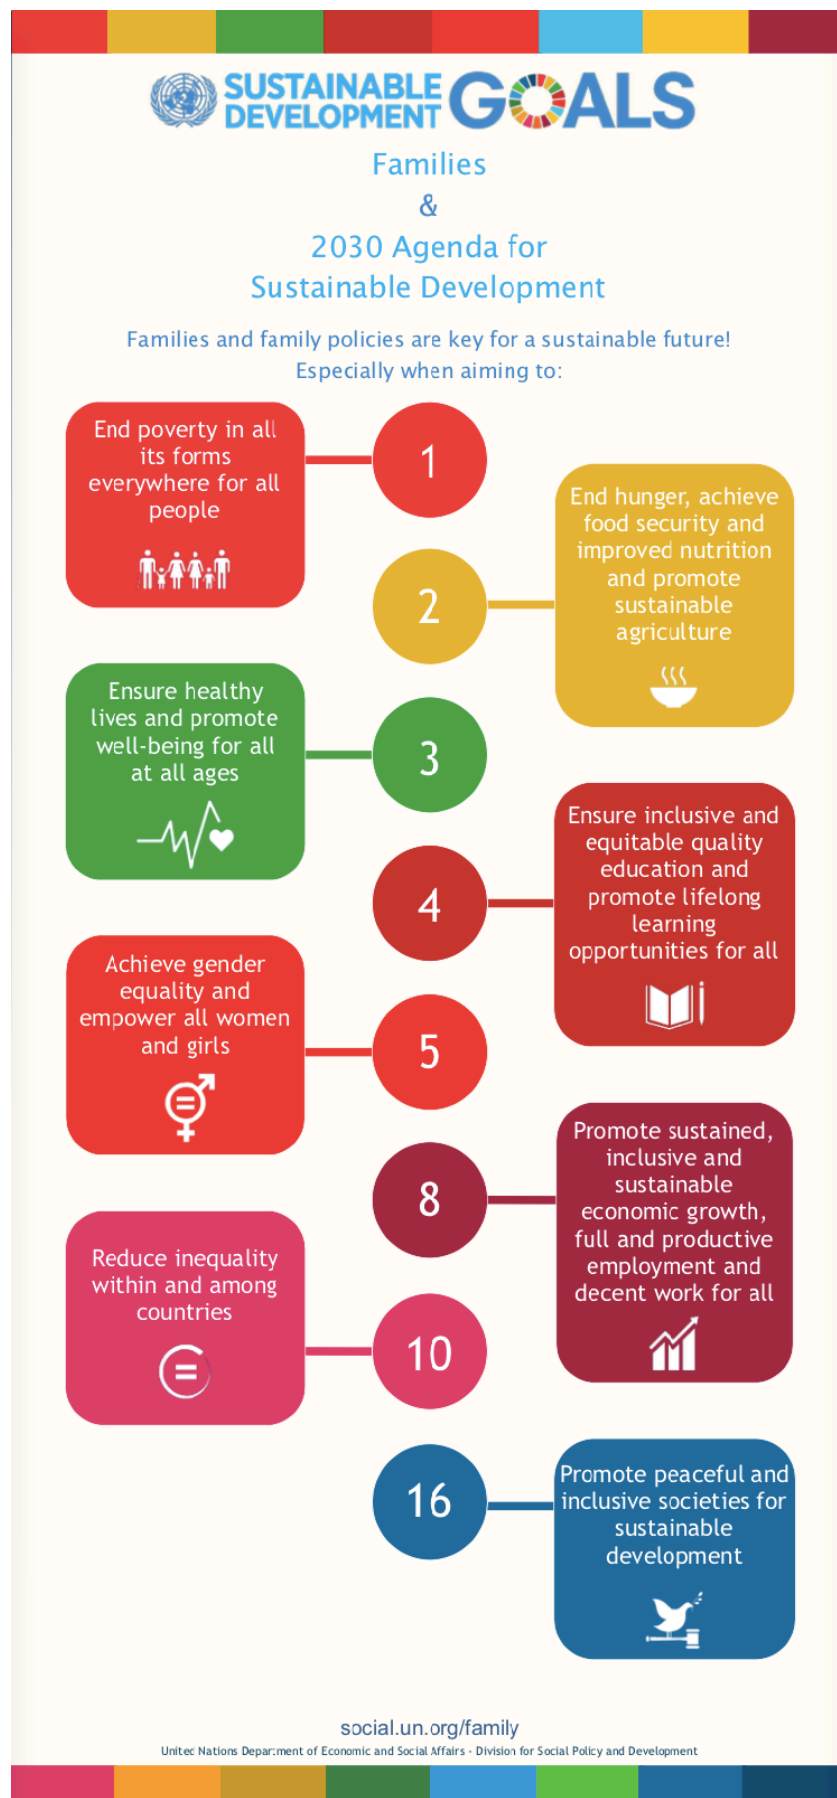 SUSTAINABLE
DEVELOPMENT
GOALS
Families
&
2030 Agenda for
Sustainable Development
Families and family policies are key for a sustainable future!
Especially when aiming to:
End poverty in all
its forms
everywhere for all
people
1
End hunger, achieve
food security and
improved nutrition
and promote
sustainable
agriculture
2
Ensure healthy
lives and promote
well-being for all
at all ages
3
Ensure inclusive and
equitable quality
education and
promote lifelong
learning
opportunities for all
4
Achieve gender
equality and
empower all women
and girls
5
Promote sustained,
inclusive and
sustainable
economic growth,
full and productive
employment and
decent work for all
8
Reduce inequality
within and among
countries
10
Promote peaceful and
inclusive societies for
sustainable
development
16
social.un.org/family
United Nations Department of Economic and Social Affairs - Division for Social Policy and Development